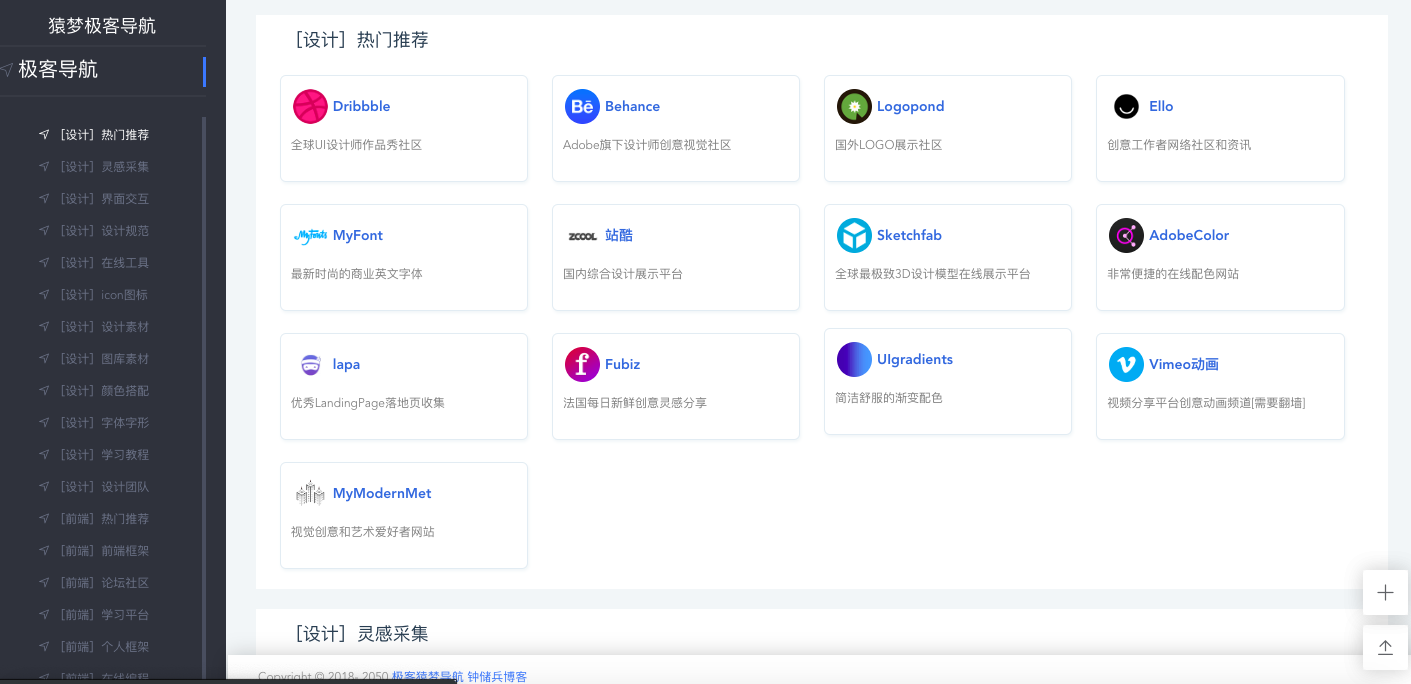 猿梦极客导航
极客导航
［设计］热门推荐
［设计］灵感采集
［设计］界面交互
［设计］设计规范
［设计］在线工具
［设计］icon图标
［设计］设计素材
［设计］图库素材
［设计］颜色搭配
［设计］字体字形
［设计］学习教程
［设计］设计团队
［前端］热门推荐
［前端］前端框架
［前端］论坛社区
［前端］学习平台
［前端］个人框架
［前端］在线编程
［设计］热门推荐
Dribbble
全球UI设计师作品秀社区
Bē Behance
Adobe旗下设计师创意视觉社区
Logopond
国外LOGO展示社区
Ello
创意工作者网络社区和资讯
MyFonts MyFont
最新时尚的商业英文字体
ZCOOL 站酷
国内综合设计展示平台
Sketchfab
全球最极致3D设计模型在线展示平台
AdobeColor
非常便捷的在线配色网站
lapa
优秀LandingPage落地页收集
f Fubiz
法国每日新鲜创意灵感分享
UIgradients
简洁舒服的渐变配色
v Vimeo动画
视频分享平台创意动画频道[需要翻墙]
MyModernMet
视觉创意和艺术爱好者网站
［设计］灵感采集
Copyright © 2018- 2050 极客猿梦导航 钟储兵博客